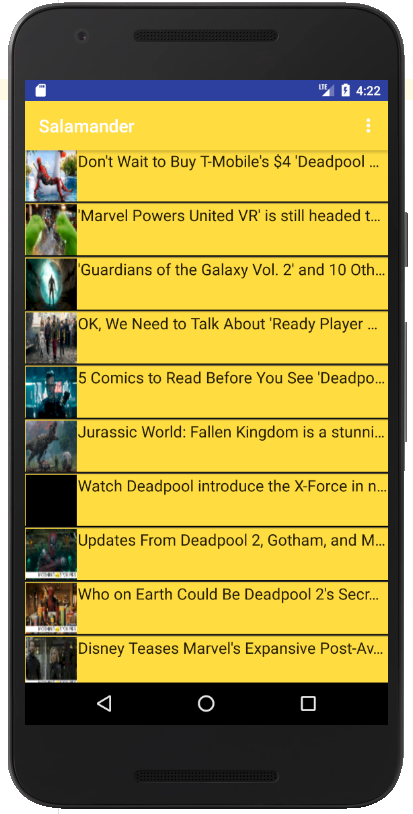 LTE 4:22
Salamander
Don't Wait to Buy T-Mobile's $4 'Deadpool ...
'Marvel Powers United VR' is still headed t...
'Guardians of the Galaxy Vol. 2' and 10 Oth...
OK, We Need to Talk About 'Ready Player ...
5 Comics to Read Before You See 'Deadpo...
Jurassic World: Fallen Kingdom is a stunni...
Watch Deadpool introduce the X-Force in n...
Updates From Deadpool 2, Gotham, and M...
Who on Earth Could Be Deadpool 2's Secr...
Disney Teases Marvel's Expansive Post-Av...